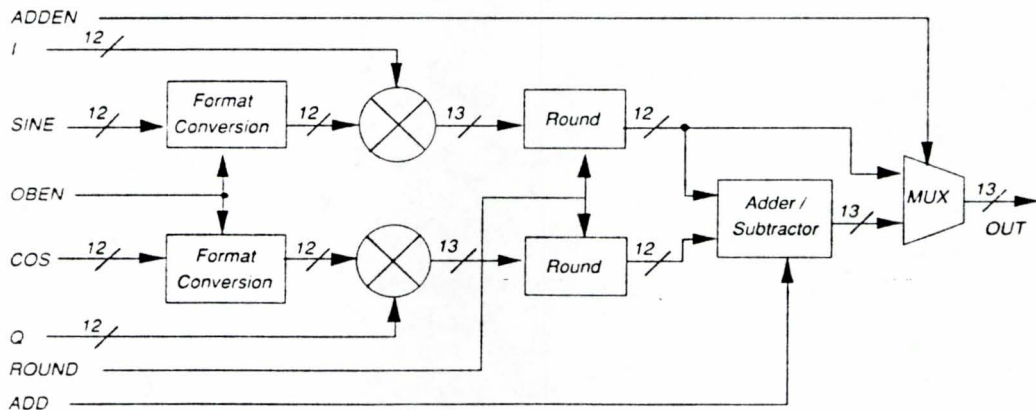 ADDEN
I
12
SINE
12
Format
Conversion
12
13
Round
12
OBEN
MUX
13
OUT
Adder /
Subtractor
13
COS
12
Format
Conversion
12
13
Round
12
Q
12
ROUND
ADD